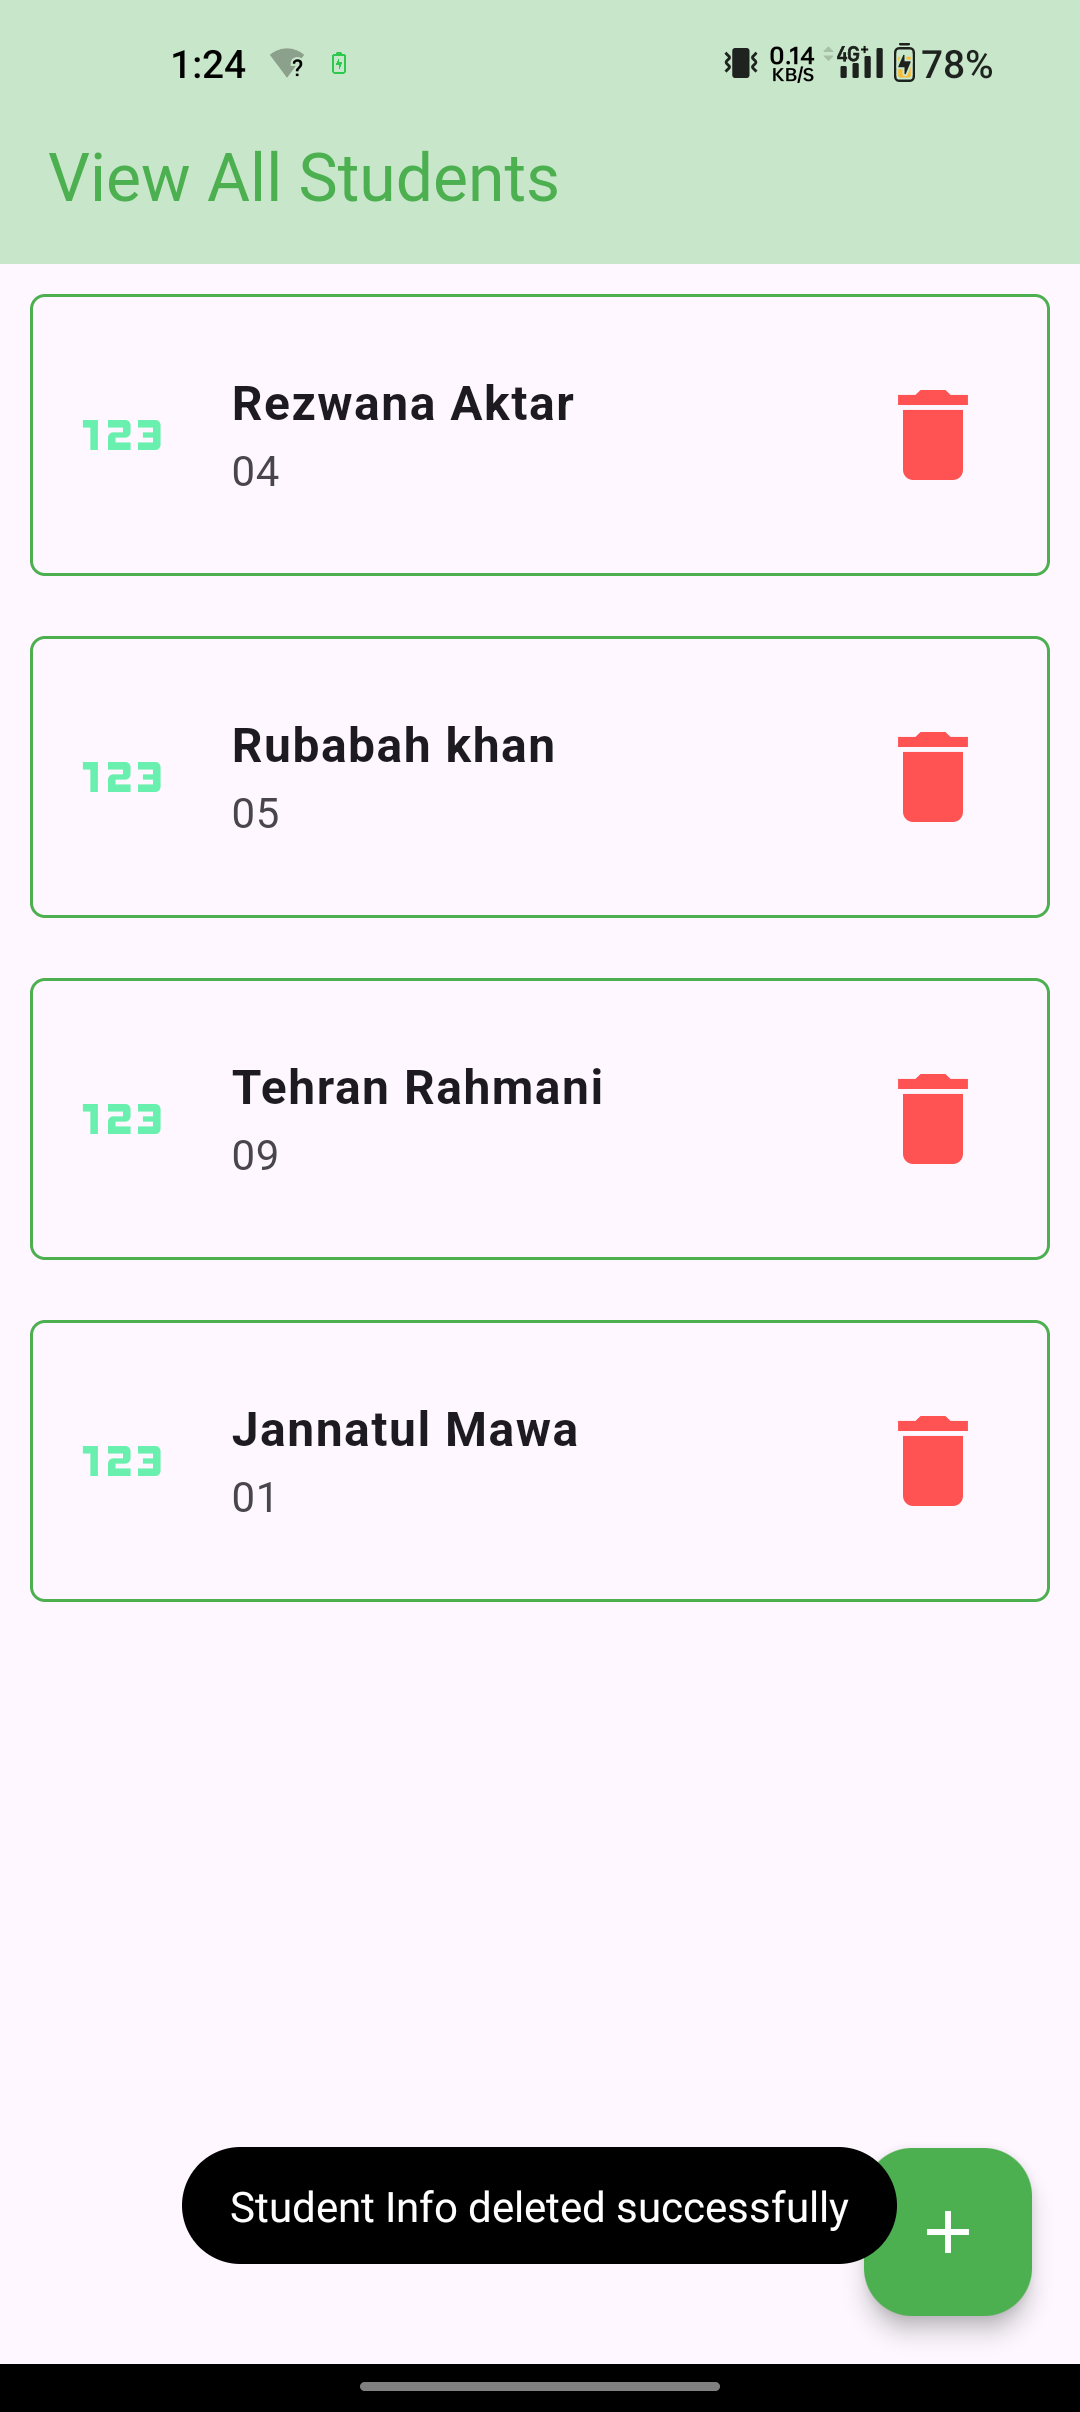 1:24
0.14 KB/S 4G+ 78%
View All Students
123
Rezwana Aktar
04
123
Rubabah khan
05
123
Tehran Rahmani
09
123
Jannatul Mawa
01
Student Info deleted successfully
+